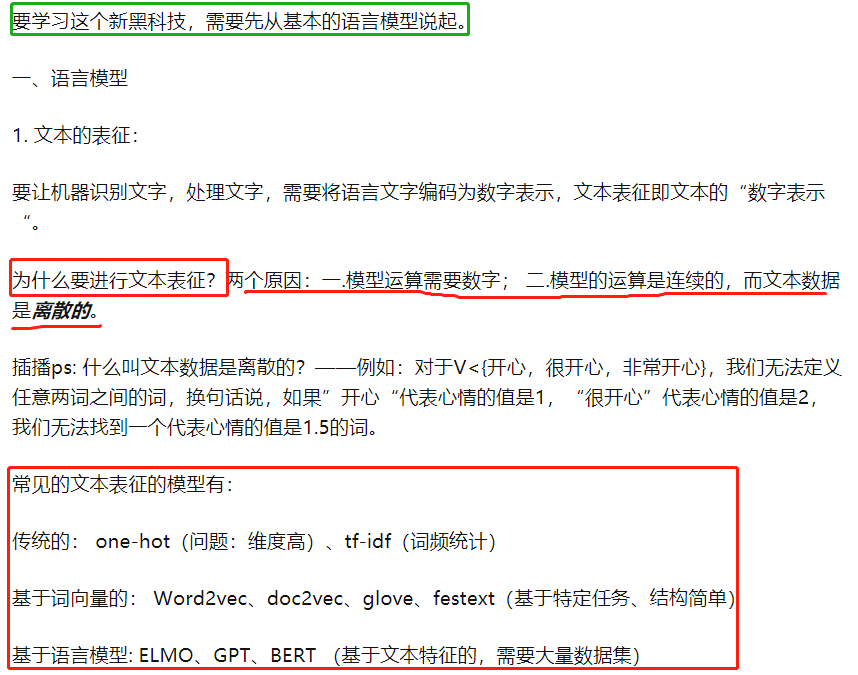 要学习这个新黑科技，需要先从基本的语言模型说起。
一、语言模型
1. 文本的表征：
要让机器识别文字，处理文字，需要将语言文字编码为数字表示，文本表征即文本的“数字表示
“。
为什么要进行文本表征？两个原因：一.模型运算需要数字； 二.模型的运算是连续的，而文本数据
是离散的。
插播ps: 什么叫文本数据是离散的？——例如：对于V<{开心，很开心，非常开心}，我们无法定义
任意两词之间的词，换句话说，如果”开心“代表心情的值是1，“很开心”代表心情的值是2，
我们无法找到一个代表心情的值是1.5的词。
常见的文本表征的模型有：
传统的： one-hot（问题：维度高）、tf-idf（词频统计）
基于词向量的： Word2vec、doc2vec、glove、festext（基于特定任务、结构简单）
基于语言模型: ELMO、GPT、BERT （基于文本特征的，需要大量数据集）